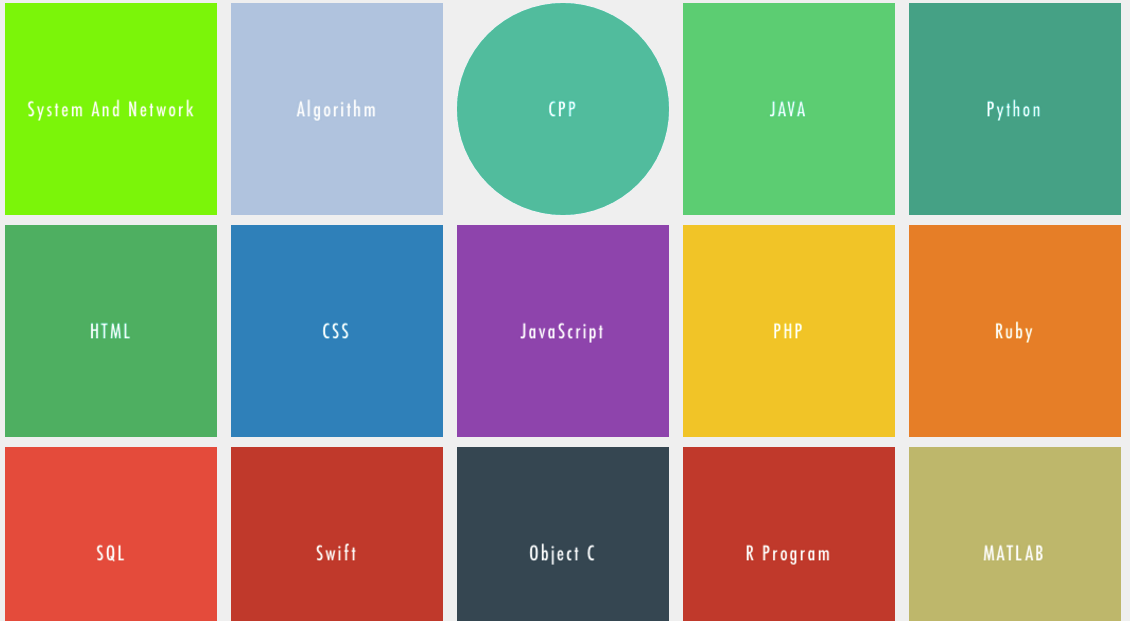 System And Network
Algorithm
CPP
JAVA
Python
HTML
CSS
JavaScript
PHP
Ruby
SQL
Swift
Object C
R Program
MATLAB